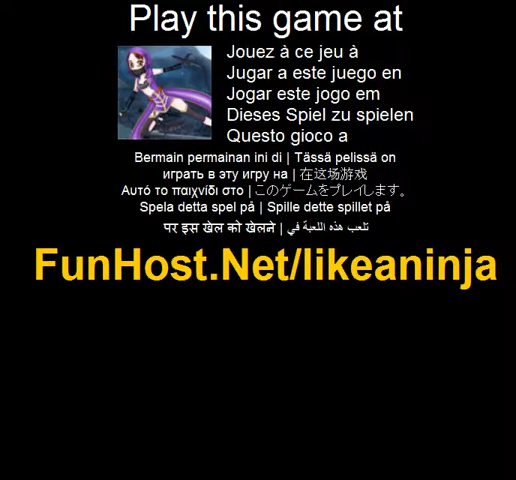 Play this game at
Jouez à ce jeu à
Jugar a este juego en
Jogar este jogo em
Dieses Spiel zu spielen
Questo gioco a
Bermain permainan ini di | Tässä pelissä on
играть в эту игру на | 在这场游戏
Αυτό το παιχνίδι στο | このゲームをプレイします。
Spela detta spel på | Spille dette spillet på
पर इस खेल को खेलने | تلعب هذه اللعبة في
FunHost.Net/likeaninja